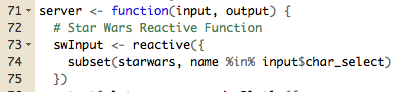 71 server <- function(input, output) {
72 # Star Wars Reactive Function
73 swInput <- reactive({
74 subset(starwars, name %in% input$char_select)
75 })